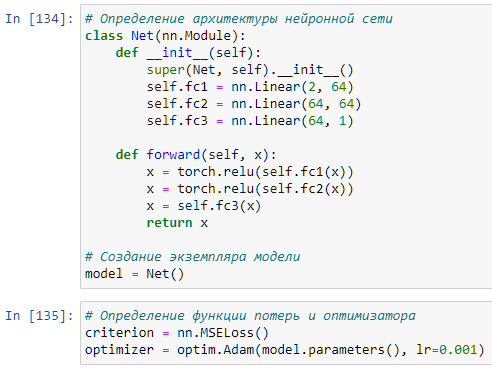 In [134]:
# Определение архитектуры нейронной сети
class Net(nn.Module):
    def __init__(self):
        super(Net, self).__init__()
        self.fc1 = nn.Linear(2, 64)
        self.fc2 = nn.Linear(64, 64)
        self.fc3 = nn.Linear(64, 1)

    def forward(self, x):
        x = torch.relu(self.fc1(x))
        x = torch.relu(self.fc2(x))
        x = self.fc3(x)
        return x

# Создание экземпляра модели
model = Net()

In [135]:
# Определение функции потерь и оптимизатора
criterion = nn.MSELoss()
optimizer = optim.Adam(model.parameters(), lr=0.001)